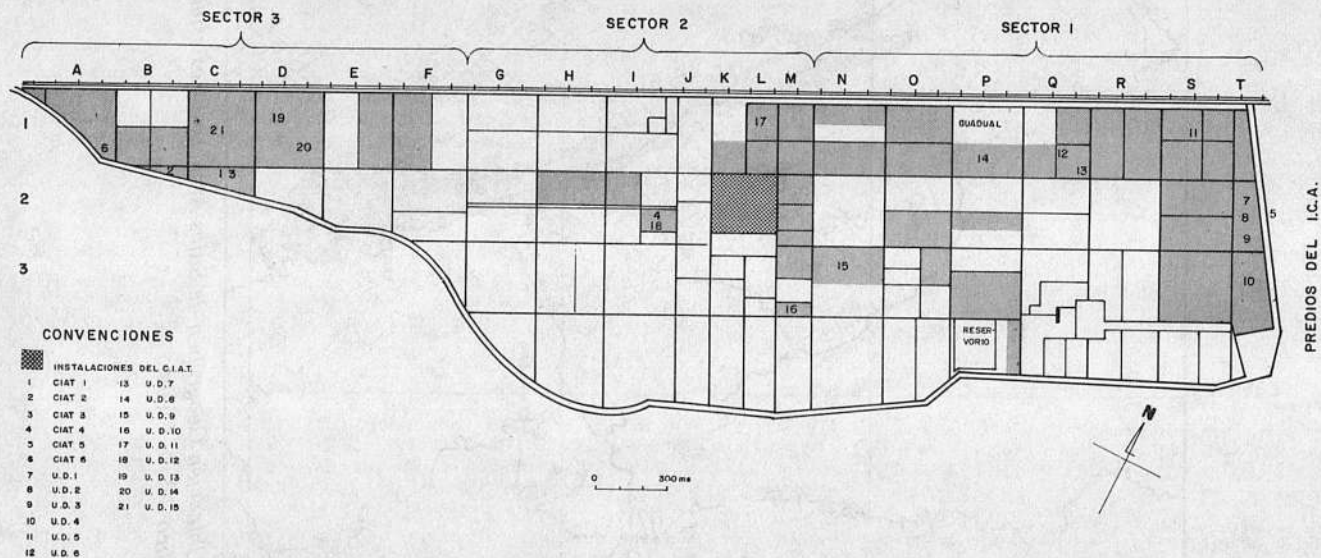 SECTOR 3
SECTOR 2
SECTOR 1
A B C D E F G H I J K L M N O P Q R S T
1
2
3
21
19
20
6
2
1 3
17
GUADUAL
14
12
13
11
7
8
9
5
4
18
15
10
16
RESER-
VORIO
PREDIOS DEL I.C.A.
CONVENCIONES
INSTALACIONES DEL C.I.A.T.
1 CIAT 1 13 U.D.7
2 CIAT 2 14 U.D.8
3 CIAT 3 15 U.D.9
4 CIAT 4 16 U.D.10
5 CIAT 5 17 U.D.11
6 CIAT 6 18 U.D.12
7 U.D.1 19 U.D.13
8 U.D.2 20 U.D.14
9 U.D.3 21 U.D.15
10 U.D.4
11 U.D.5
12 U.D.6
0 300 ms
N